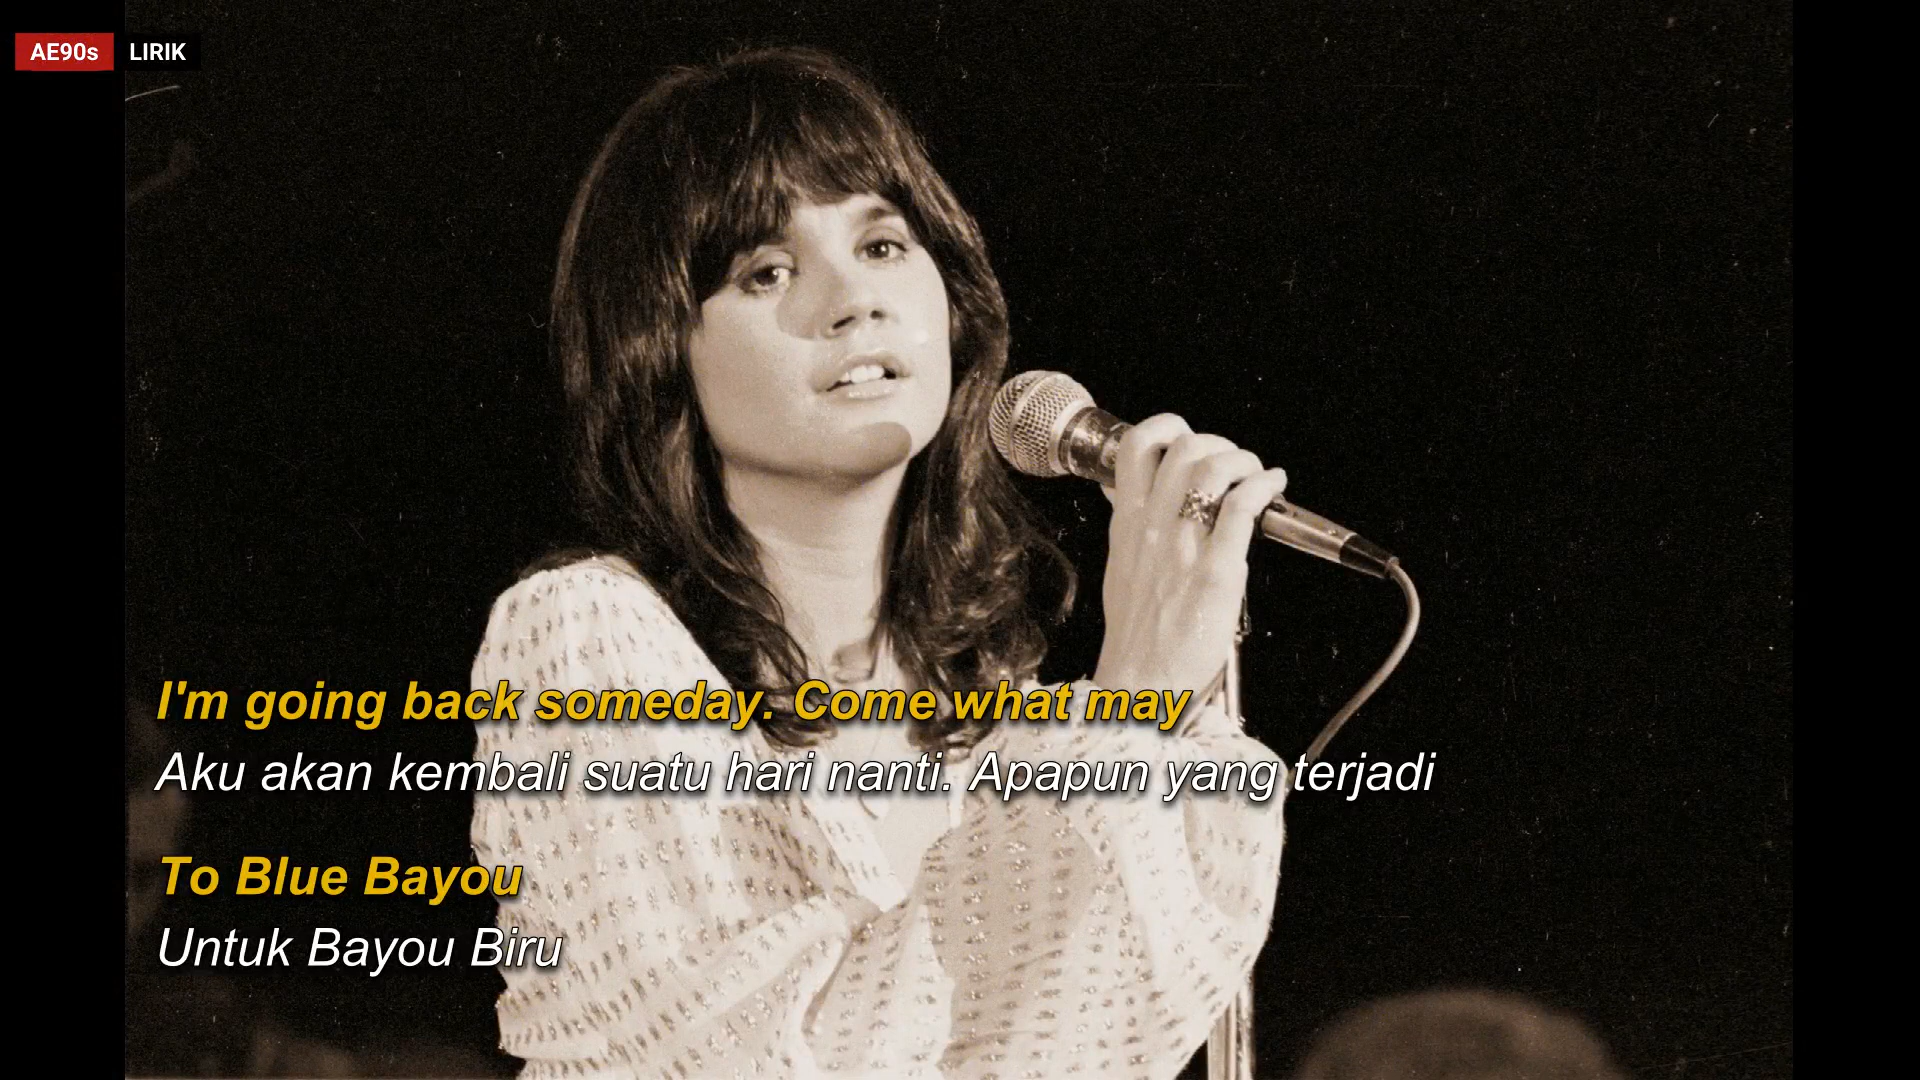 AE90s LIRIK
I'm going back someday. Come what may
Aku akan kembali suatu hari nanti. Apapun yang terjadi
To Blue Bayou
Untuk Bayou Biru